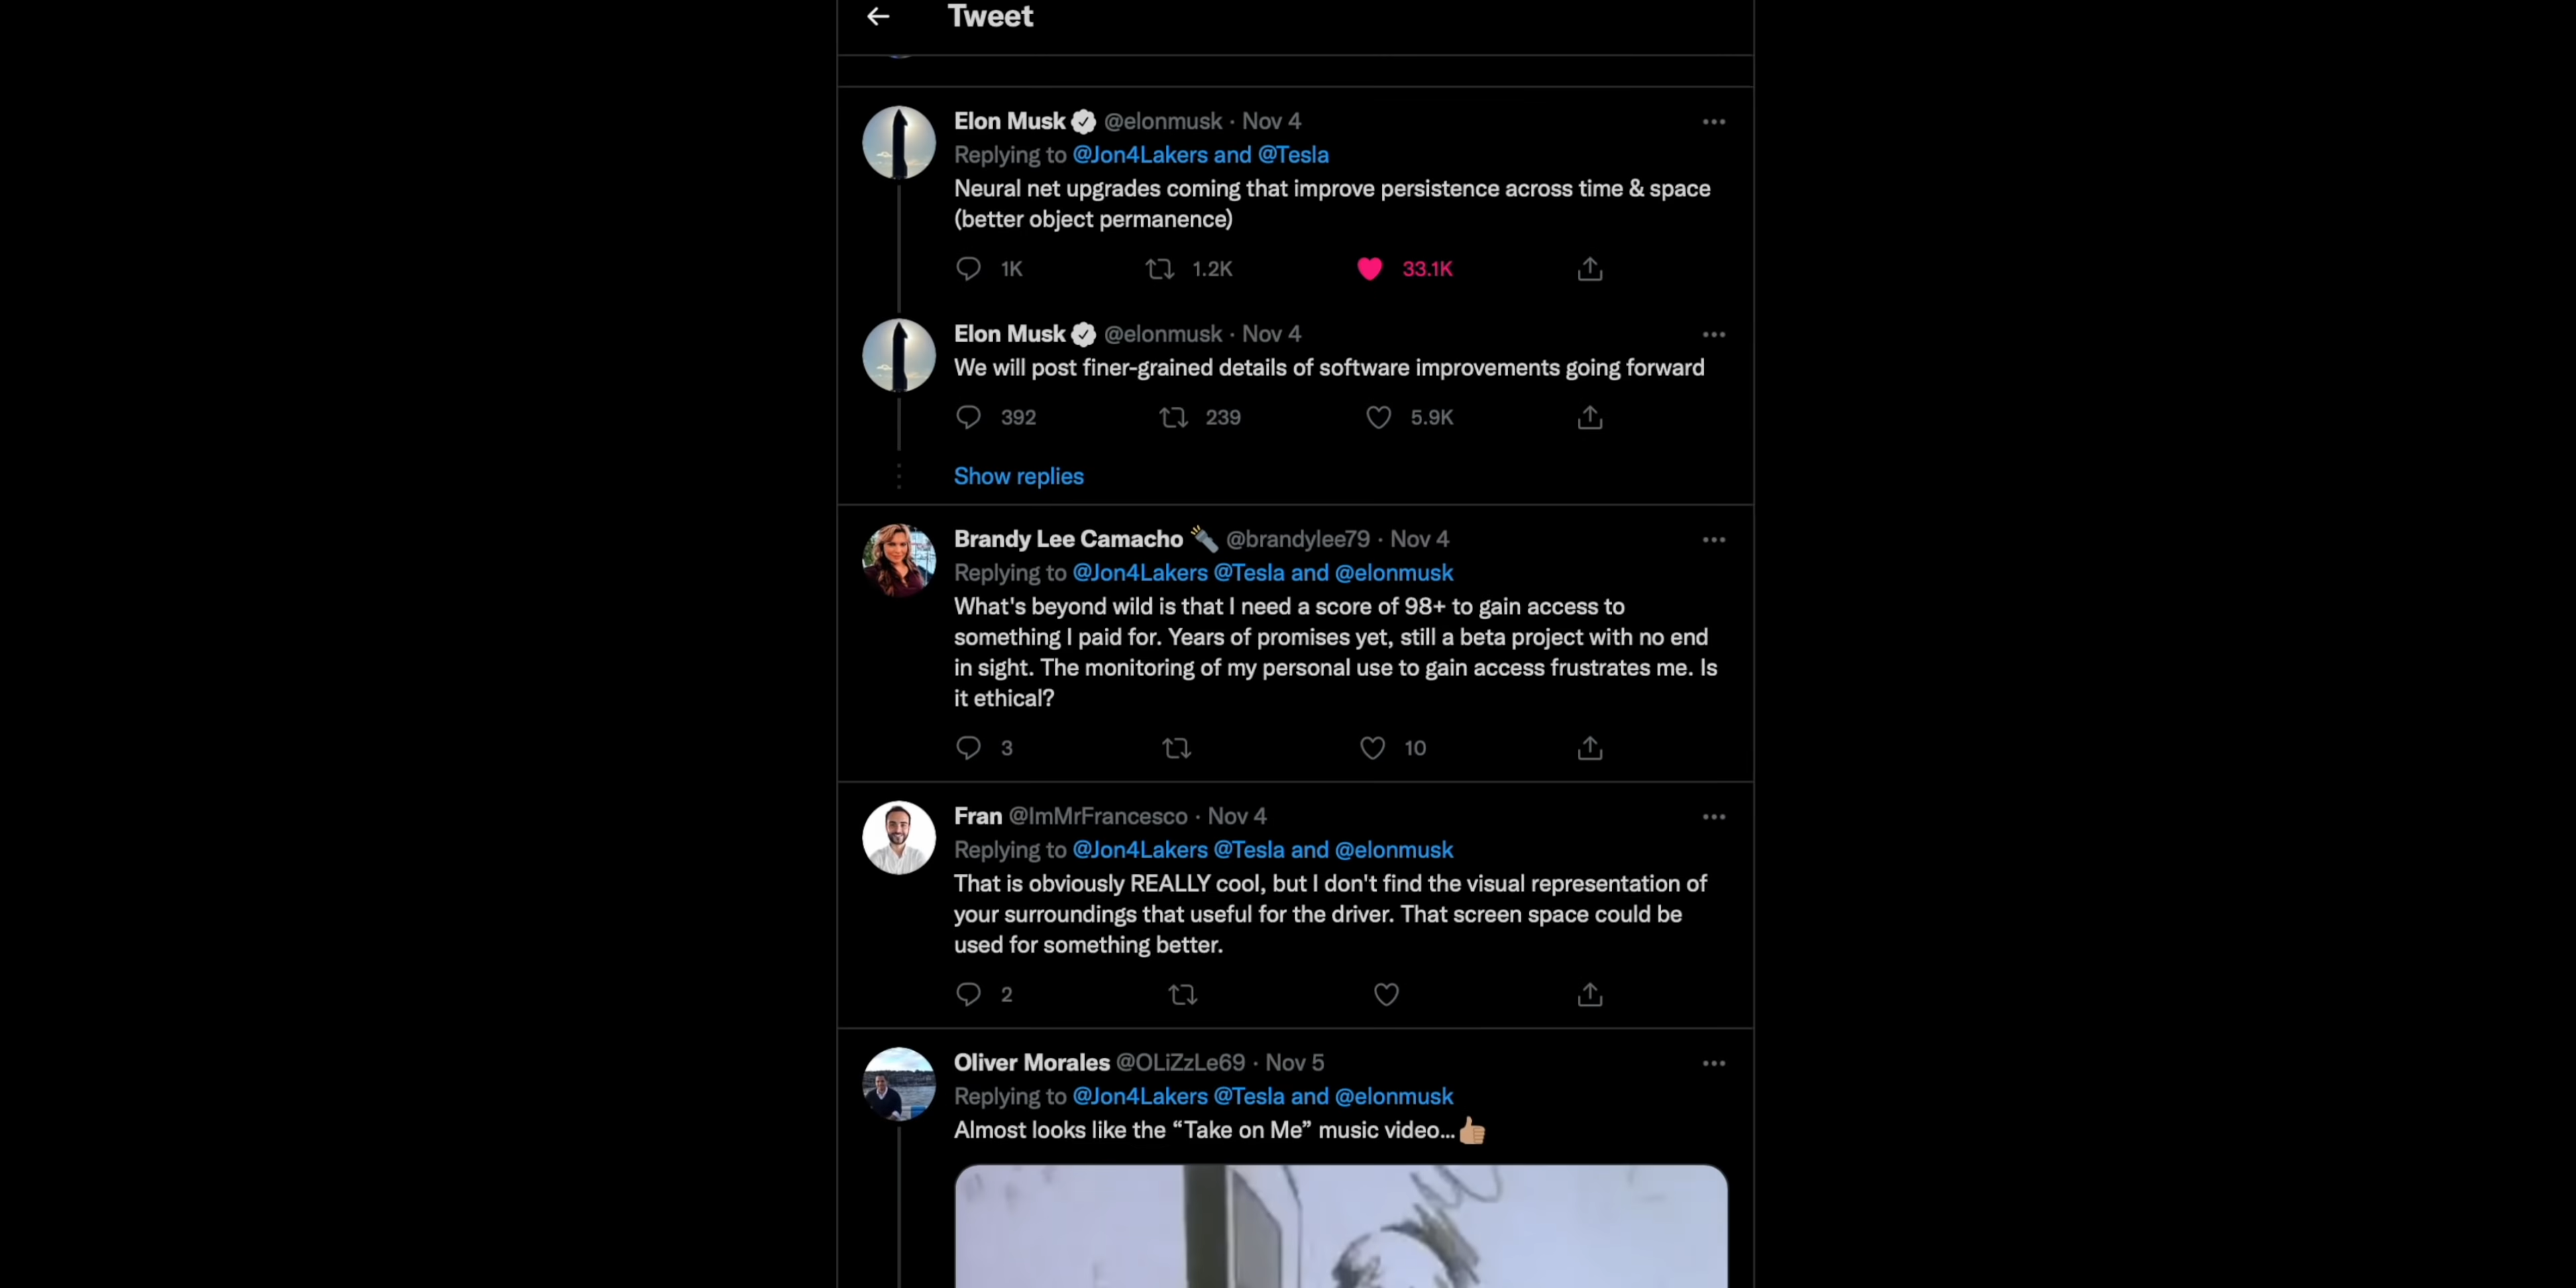 Tweet
Elon Musk @elonmusk · Nov 4
Replying to @Jon4Lakers and @Tesla
Neural net upgrades coming that improve persistence across time & space
(better object permanence)
1K 1.2K 33.1K
Elon Musk @elonmusk · Nov 4
We will post finer-grained details of software improvements going forward
392 239 5.9K
Show replies
Brandy Lee Camacho 🔦 @brandylee79 · Nov 4
Replying to @Jon4Lakers @Tesla and @elonmusk
What's beyond wild is that I need a score of 98+ to gain access to
something I paid for. Years of promises yet, still a beta project with no end
in sight. The monitoring of my personal use to gain access frustrates me. Is
it ethical?
3 10
Fran @ImMrFrancesco · Nov 4
Replying to @Jon4Lakers @Tesla and @elonmusk
That is obviously REALLY cool, but I don't find the visual representation of
your surroundings that useful for the driver. That screen space could be
used for something better.
2
Oliver Morales @OLiZzLe69 · Nov 5
Replying to @Jon4Lakers @Tesla and @elonmusk
Almost looks like the “Take on Me” music video...👍🏼